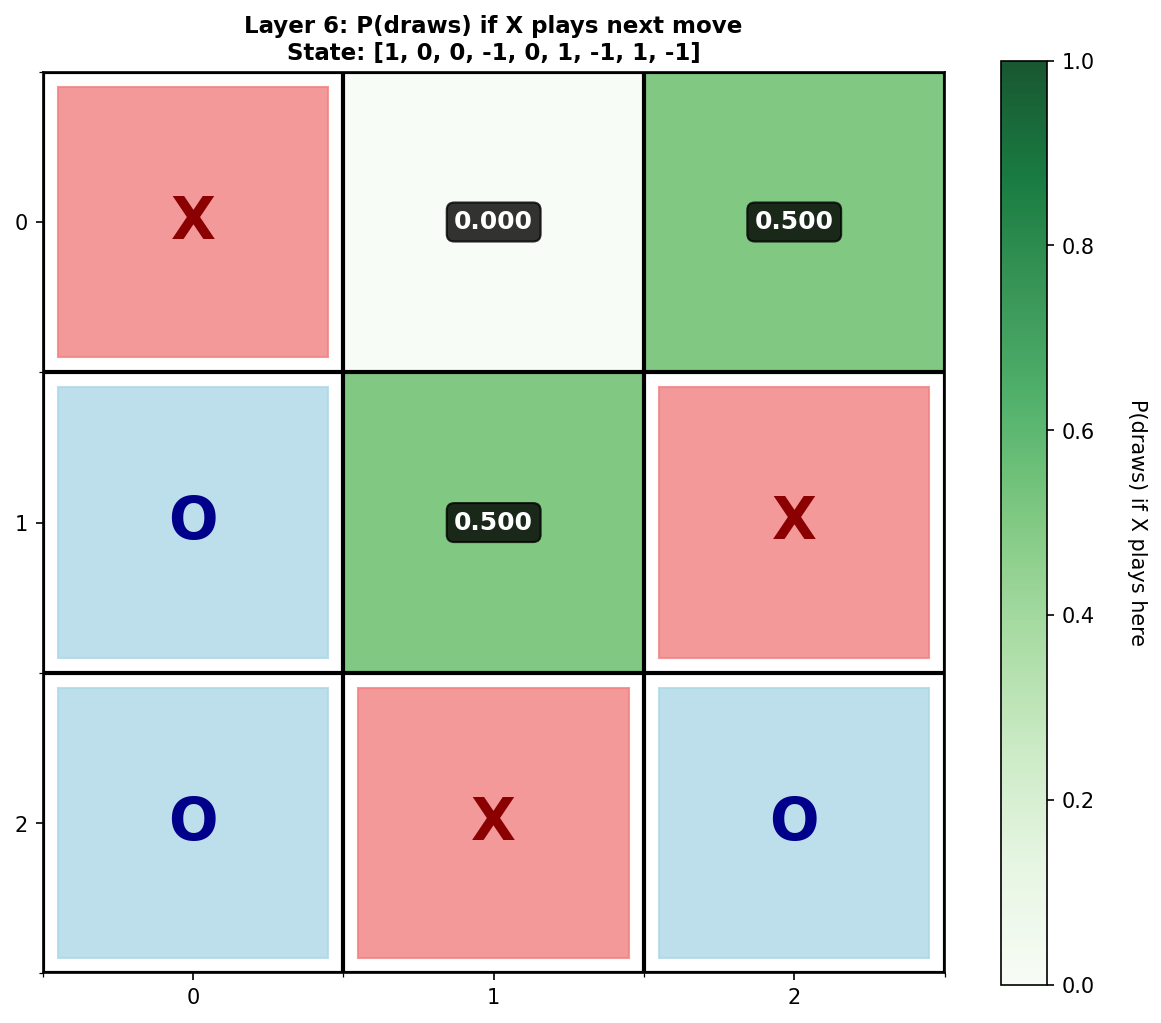 Layer 6: P(draws) if X plays next move
State: [1, 0, 0, -1, 0, 1, -1, 1, -1]
0
X
0.000
0.500
1
O
0.500
X
2
O
X
O
0
1
2
1.0
0.8
0.6
0.4
0.2
0.0
P(draws) if X plays here